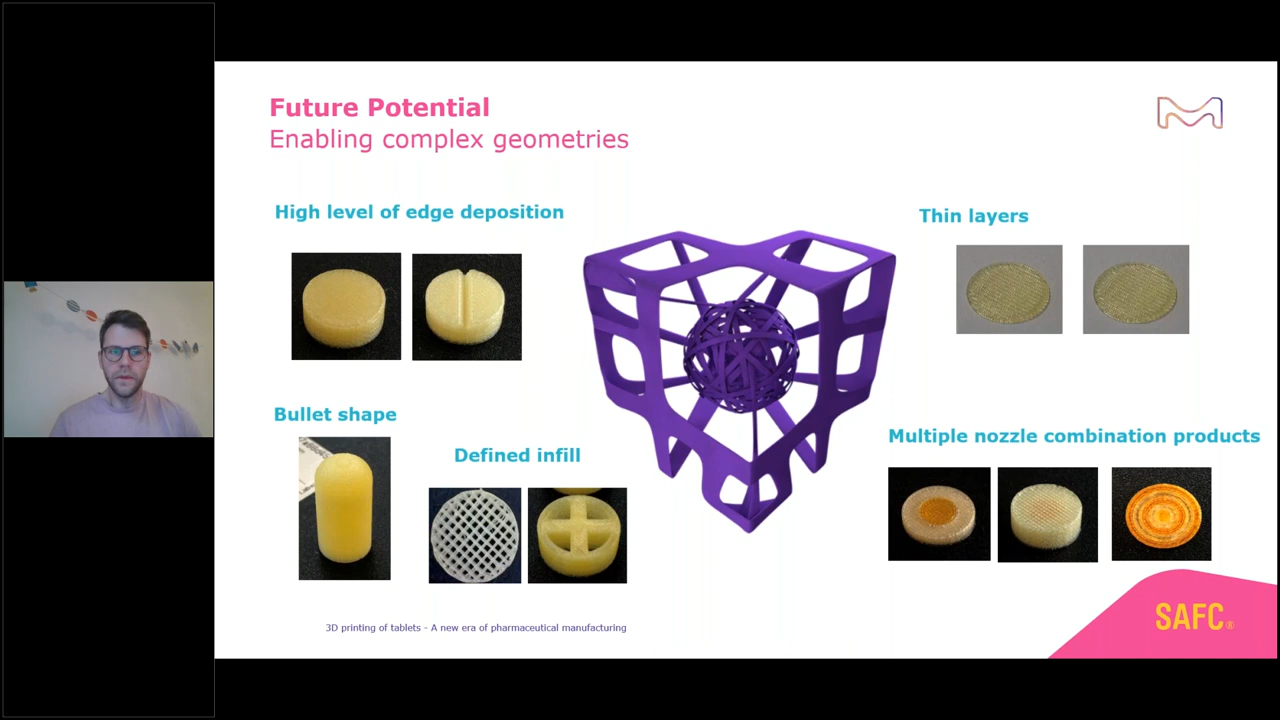 Future Potential
Enabling complex geometries
High level of edge deposition
Thin layers
Bullet shape
Defined infill
Multiple nozzle combination products
3D printing of tablets - A new era of pharmaceutical manufacturing
SAFC®